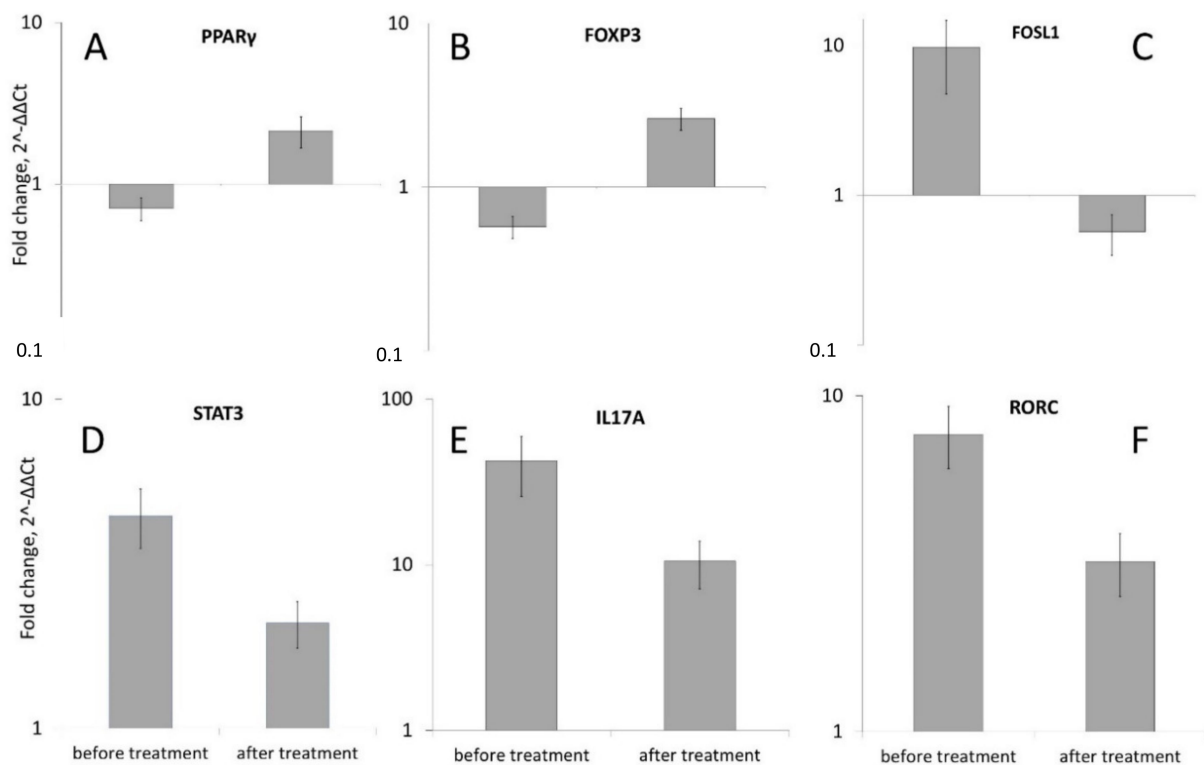 10
A
PPARγ
Fold change, 2^-ΔΔCt
1
0.1
10
B
FOXP3
1
0.1
10
FOSL1
C
1
0.1
10
D
STAT3
Fold change, 2^-ΔΔCt
1
before treatment
after treatment
100
E
IL17A
10
1
before treatment
after treatment
10
RORC
F
1
before treatment
after treatment